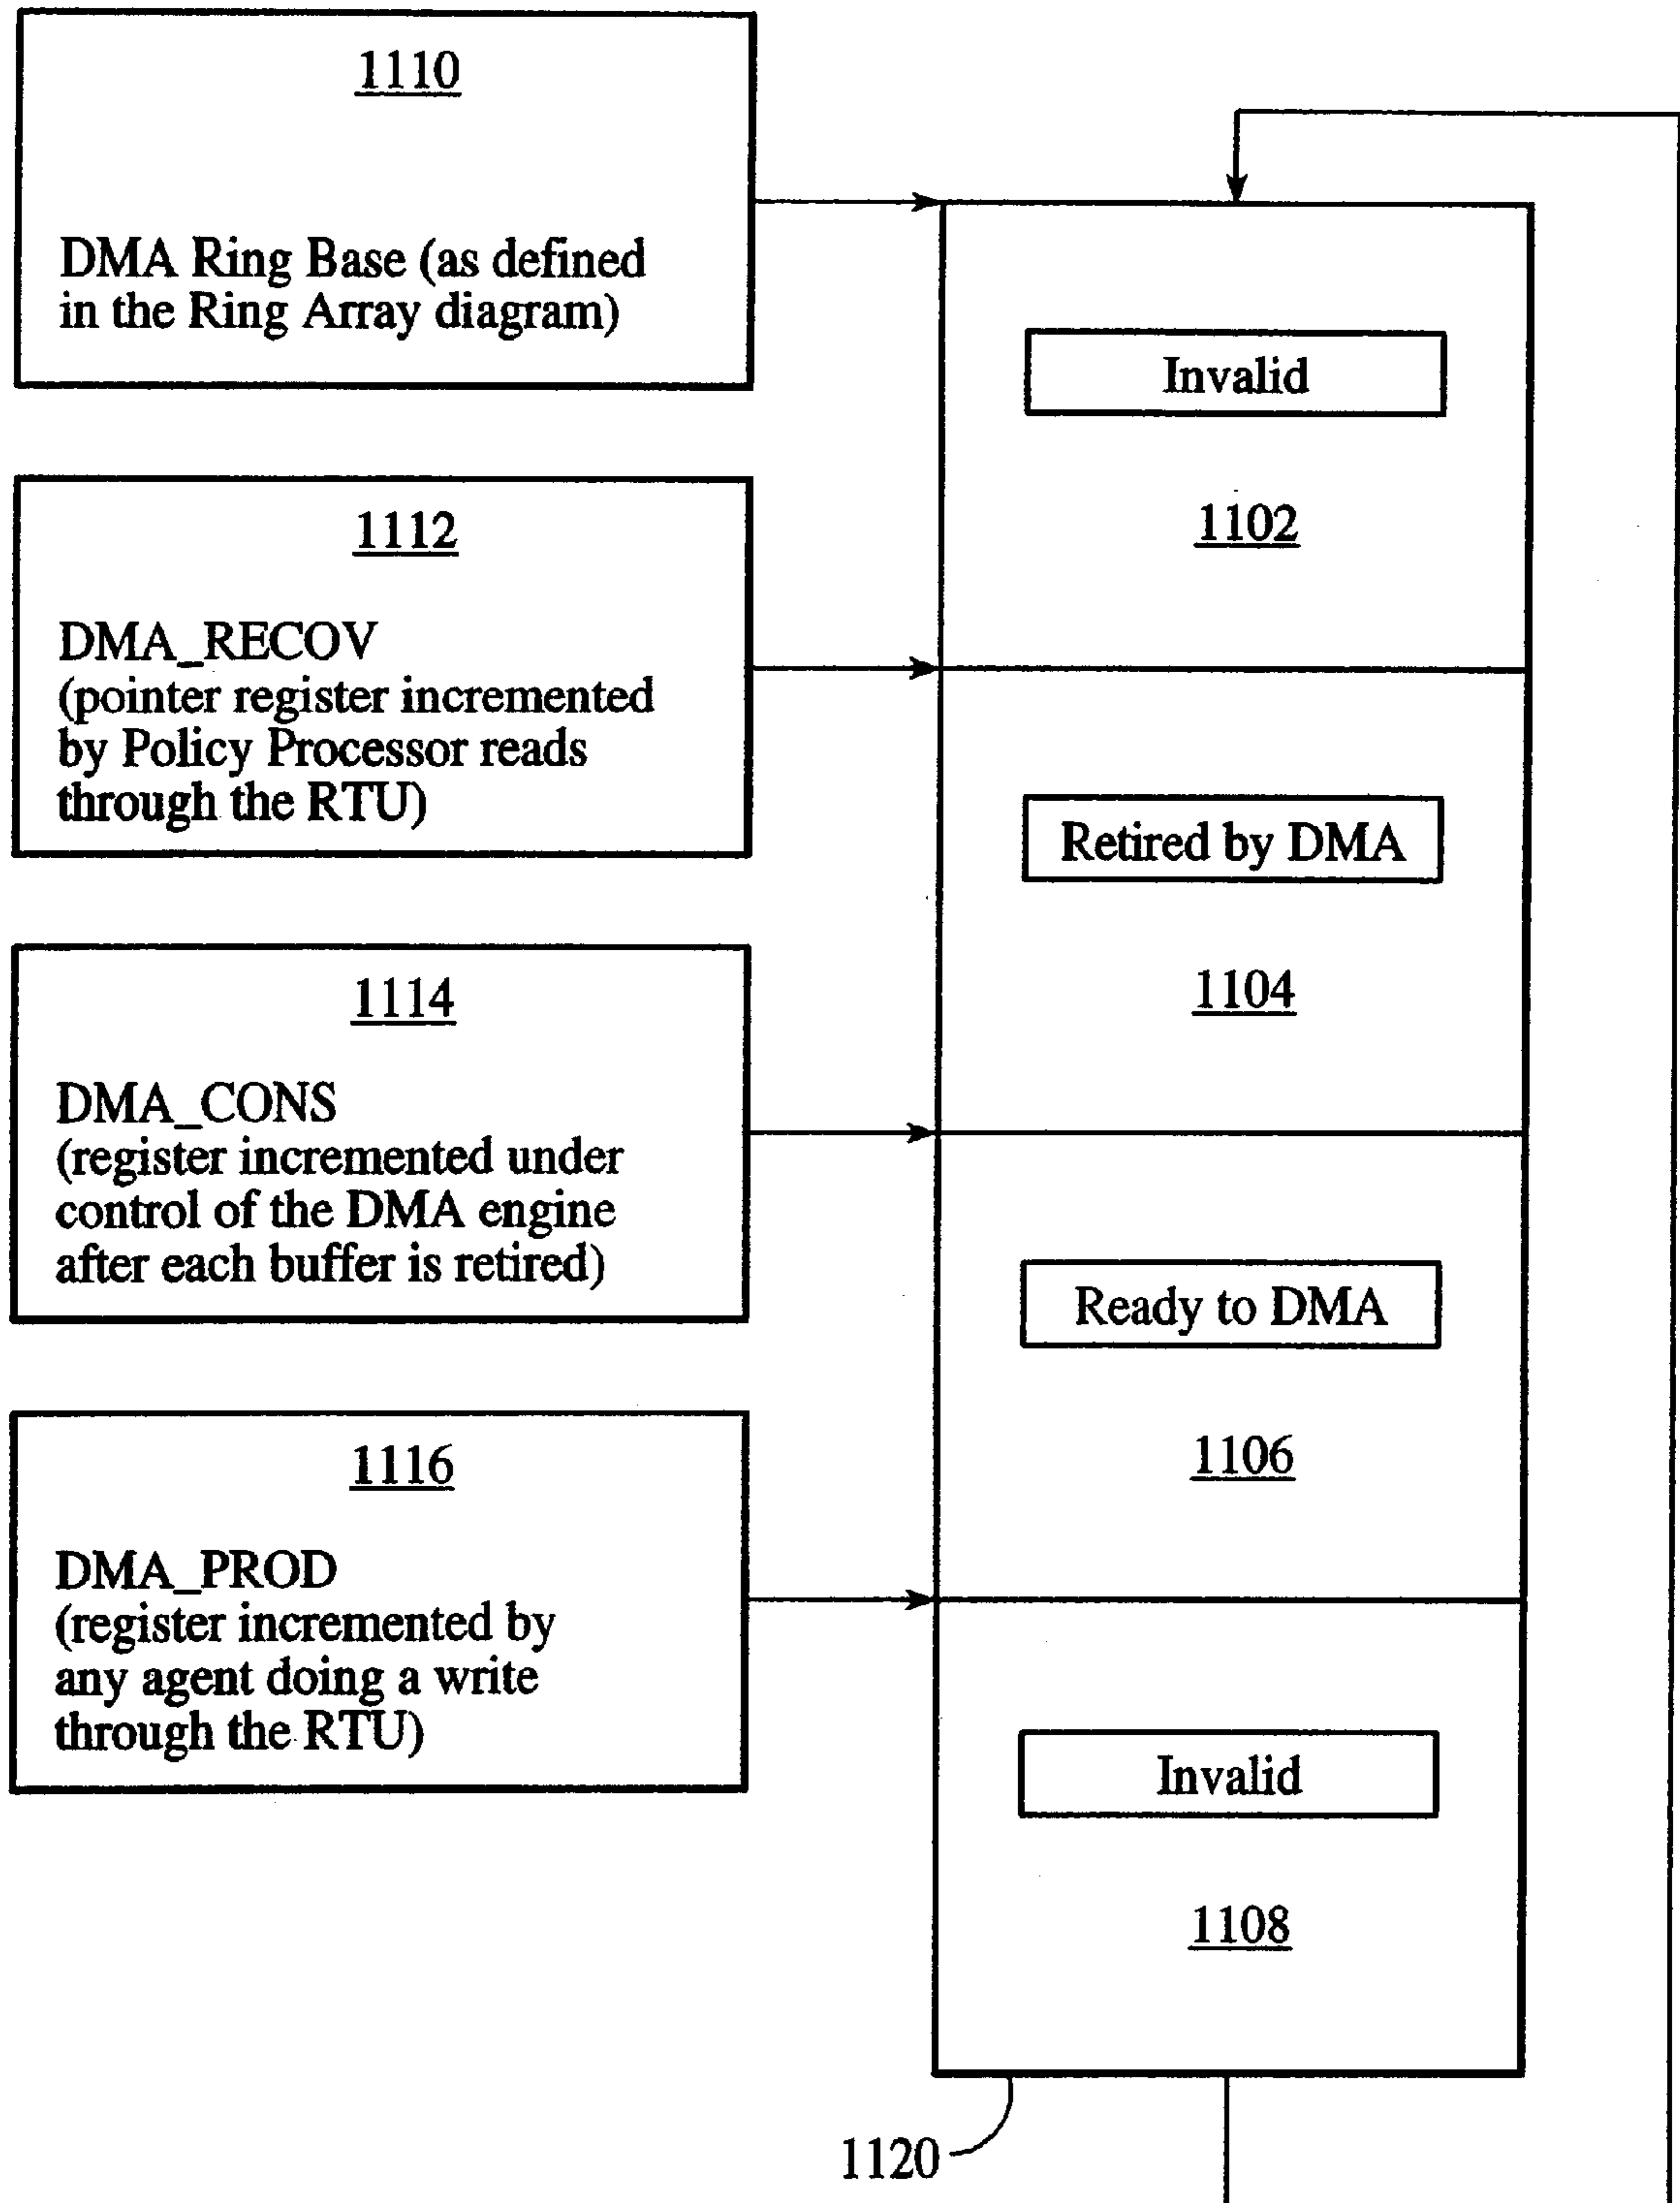 1110
DMA Ring Base (as defined
in the Ring Array diagram)
Invalid
1102
1112
DMA_RECOV
(pointer register incremented
by Policy Processor reads
through the RTU)
Retired by DMA
1104
1114
DMA_CONS
(register incremented under
control of the DMA engine
after each buffer is retired)
Ready to DMA
1106
1116
DMA_PROD
(register incremented by
any agent doing a write
through the RTU)
Invalid
1108
1120